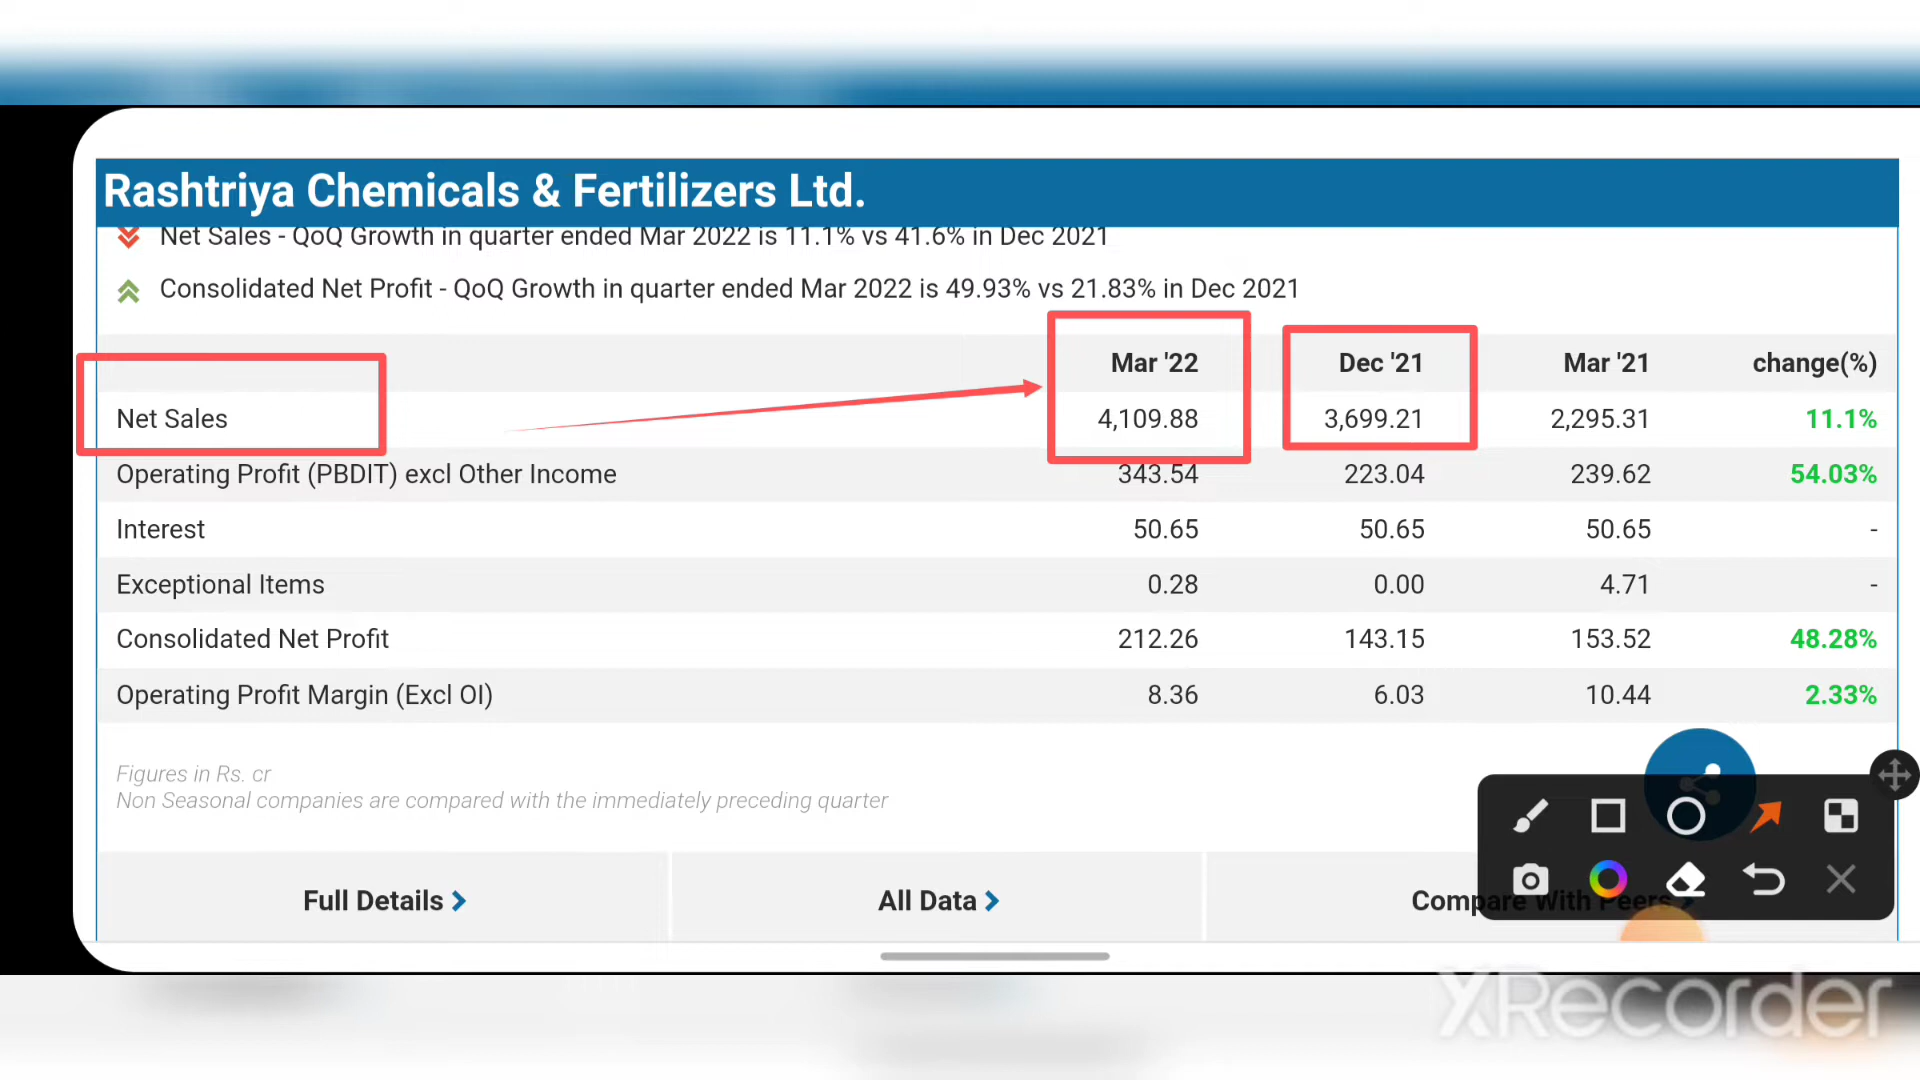 Rashtriya Chemicals & Fertilizers Ltd.
Net Sales - QoQ Growth in quarter ended Mar 2022 is 11.1% vs 41.6% in Dec 2021
Consolidated Net Profit - QoQ Growth in quarter ended Mar 2022 is 49.93% vs 21.83% in Dec 2021
Mar '22 Dec '21 Mar '21 change(%)
Net Sales 4,109.88 3,699.21 2,295.31 11.1%
Operating Profit (PBDIT) excl Other Income 343.54 223.04 239.62 54.03%
Interest 50.65 50.65 50.65 -
Exceptional Items 0.28 0.00 4.71 -
Consolidated Net Profit 212.26 143.15 153.52 48.28%
Operating Profit Margin (Excl OI) 8.36 6.03 10.44 2.33%
Figures in Rs. cr
Non Seasonal companies are compared with the immediately preceding quarter
Full Details All Data Compare With Peers
XRecorder